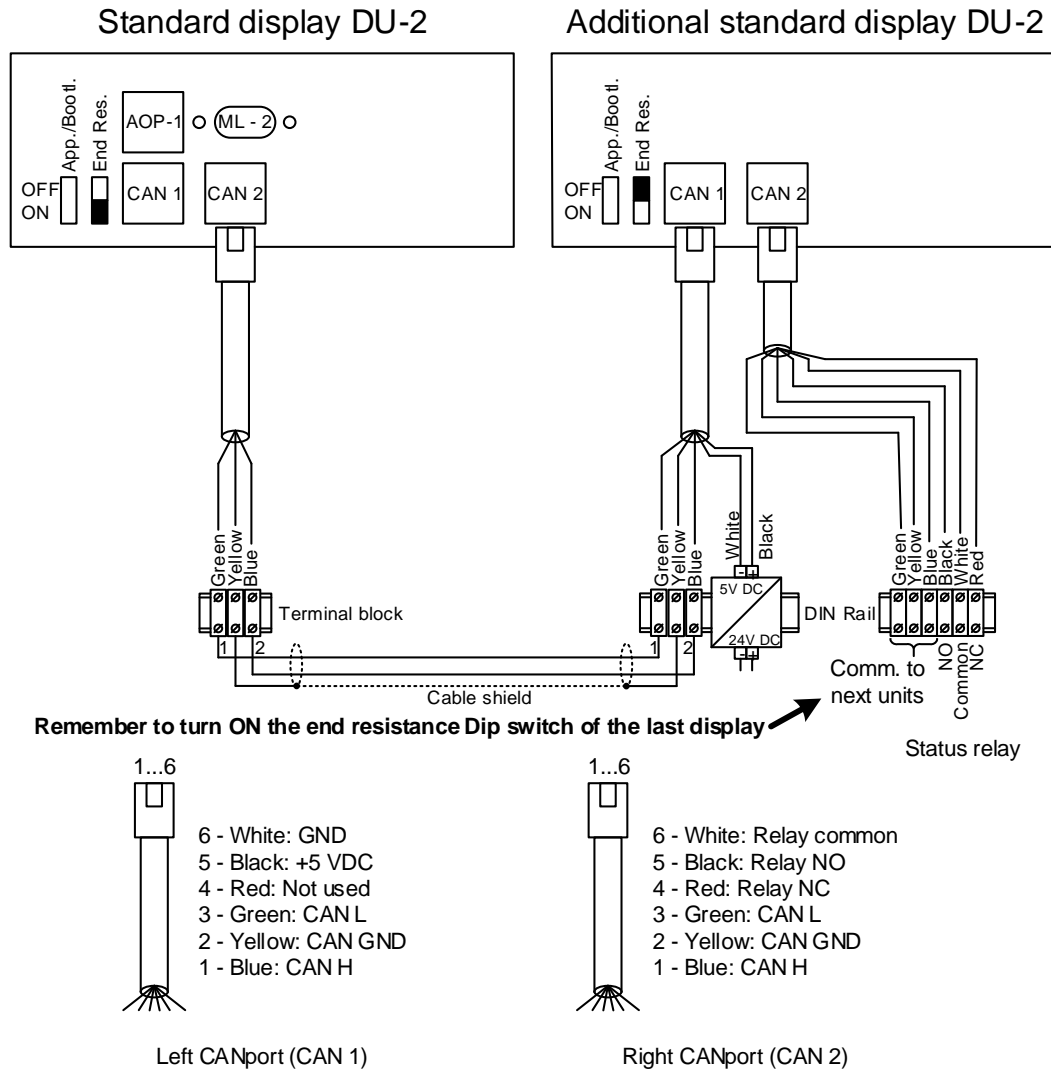 Standard display DU-2
Additional standard display DU-2
App./Bootl.
End Res.
AOP-1
ML - 2
OFF
ON
CAN 1
CAN 2
App./Bootl.
End Res.
OFF
ON
CAN 1
CAN 2
Green
Yellow
Blue
Terminal block
1
2
Green
Yellow
Blue
White
Black
- +
5V DC
24V DC
- +
DIN Rail
1
2
Green
Yellow
Blue
Black
White
Red
NO
Common
NC
Comm. to
next units
Status relay
Cable shield
Remember to turn ON the end resistance Dip switch of the last display
1...6
6 - White: GND
5 - Black: +5 VDC
4 - Red: Not used
3 - Green: CAN L
2 - Yellow: CAN GND
1 - Blue: CAN H
Left CANport (CAN 1)
1...6
6 - White: Relay common
5 - Black: Relay NO
4 - Red: Relay NC
3 - Green: CAN L
2 - Yellow: CAN GND
1 - Blue: CAN H
Right CANport (CAN 2)